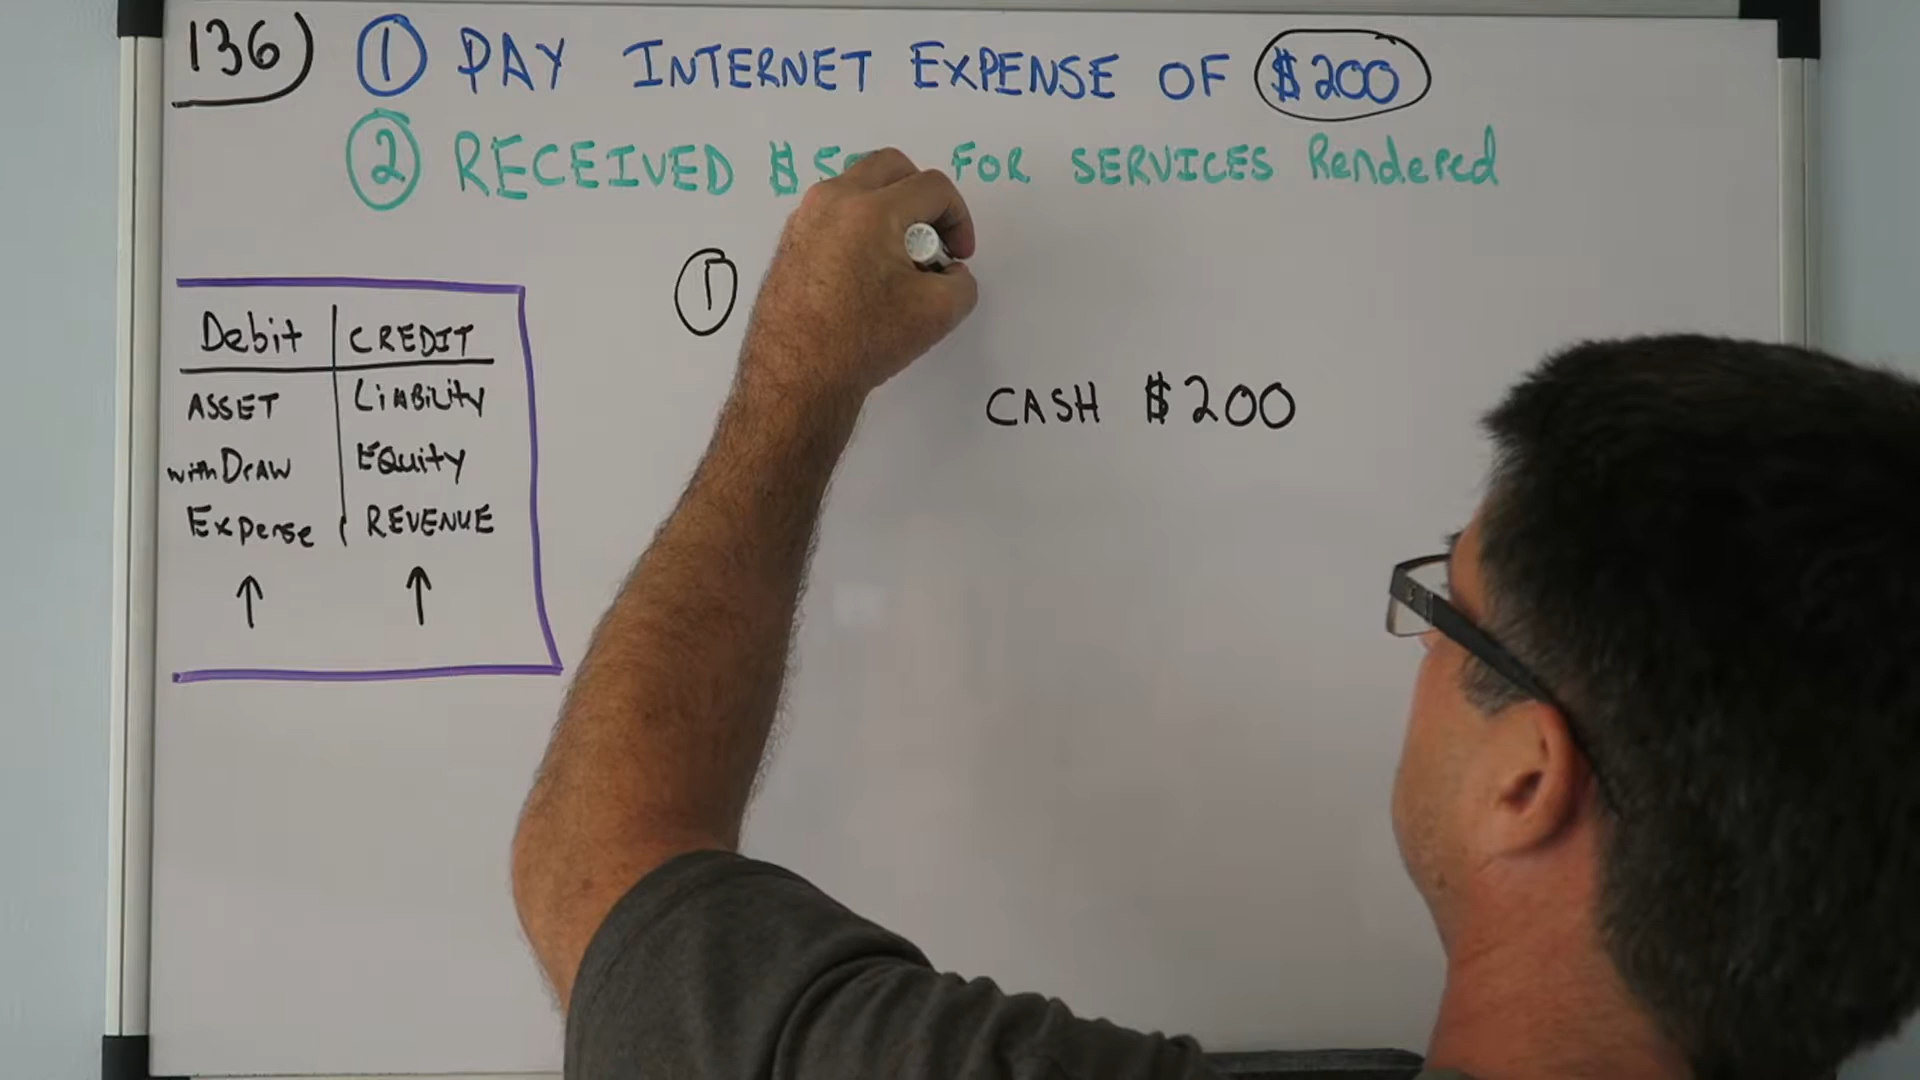 136) ① PAY INTERNET EXPENSE OF $200
② RECEIVED FOR SERVICES Rendered
①
CASH $200
Debit CREDIT
ASSET LiABiLity
withDrAW EQuity
Expense REVENUE
↑ ↑